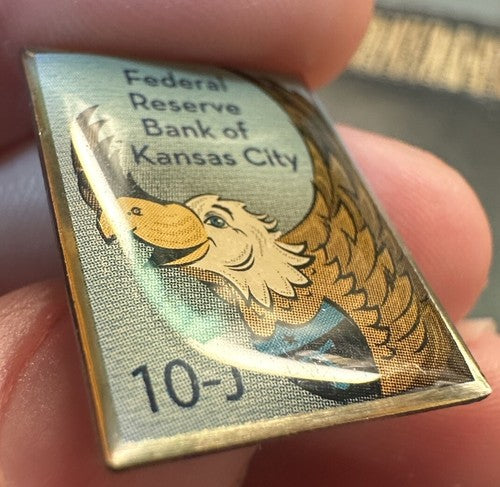 Federal
Reserve
Bank of
Kansas City
10-J